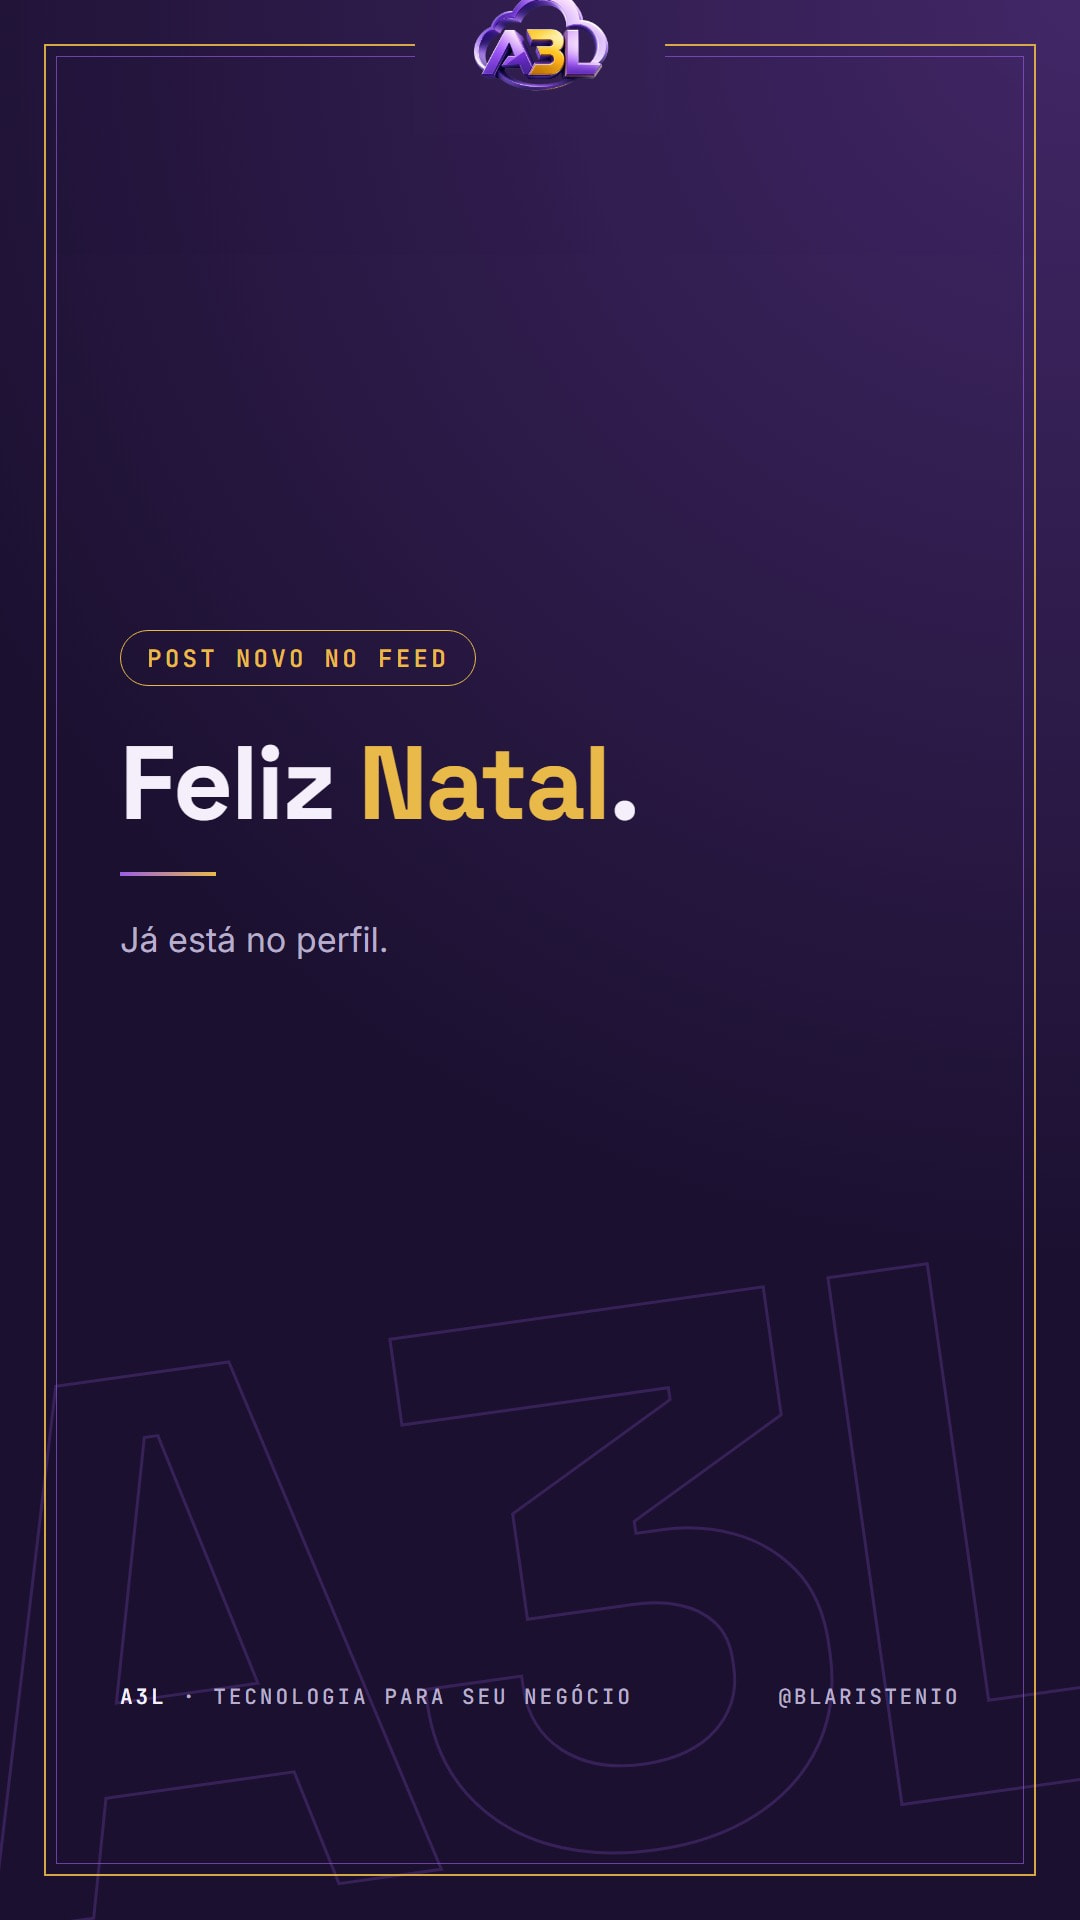 A3L
POST NOVO NO FEED
Feliz Natal.
Já está no perfil.
A3L
A3L · TECNOLOGIA PARA SEU NEGÓCIO
@BLARISTENIO